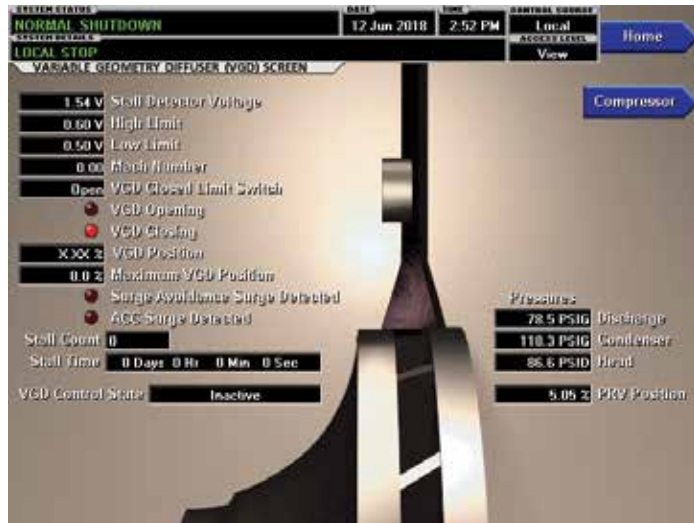 SYSTEM STATUS
NORMAL SHUTDOWN
DATE
12 Jun 2018
TIME
2:52 PM
CONTROL SOURCE
Local
Home
SYSTEM DETAILS
LOCAL STOP
ACCESS LEVEL
View
VARIABLE GEOMETRY DIFFUSER (VGD) SCREEN
Compressor
1.54 V Stall Detector Voltage
0.60 V High Limit
0.50 V Low Limit
0.00 Mach Number
Open VGD Closed Limit Switch
VGD Opening
VGD Closing
X.XX % VGD Position
0.0 % Maximum VGD Position
Surge Avoidance Surge Detected
ACC Surge Detected
Stall Count 0
Stall Time 0 Days 0 Hr 0 Min 0 Sec
VGD Control State Inactive
Pressures
78.5 PSIG Discharge
110.3 PSIG Condenser
86.6 PSID Head
5.05 % PRV Position